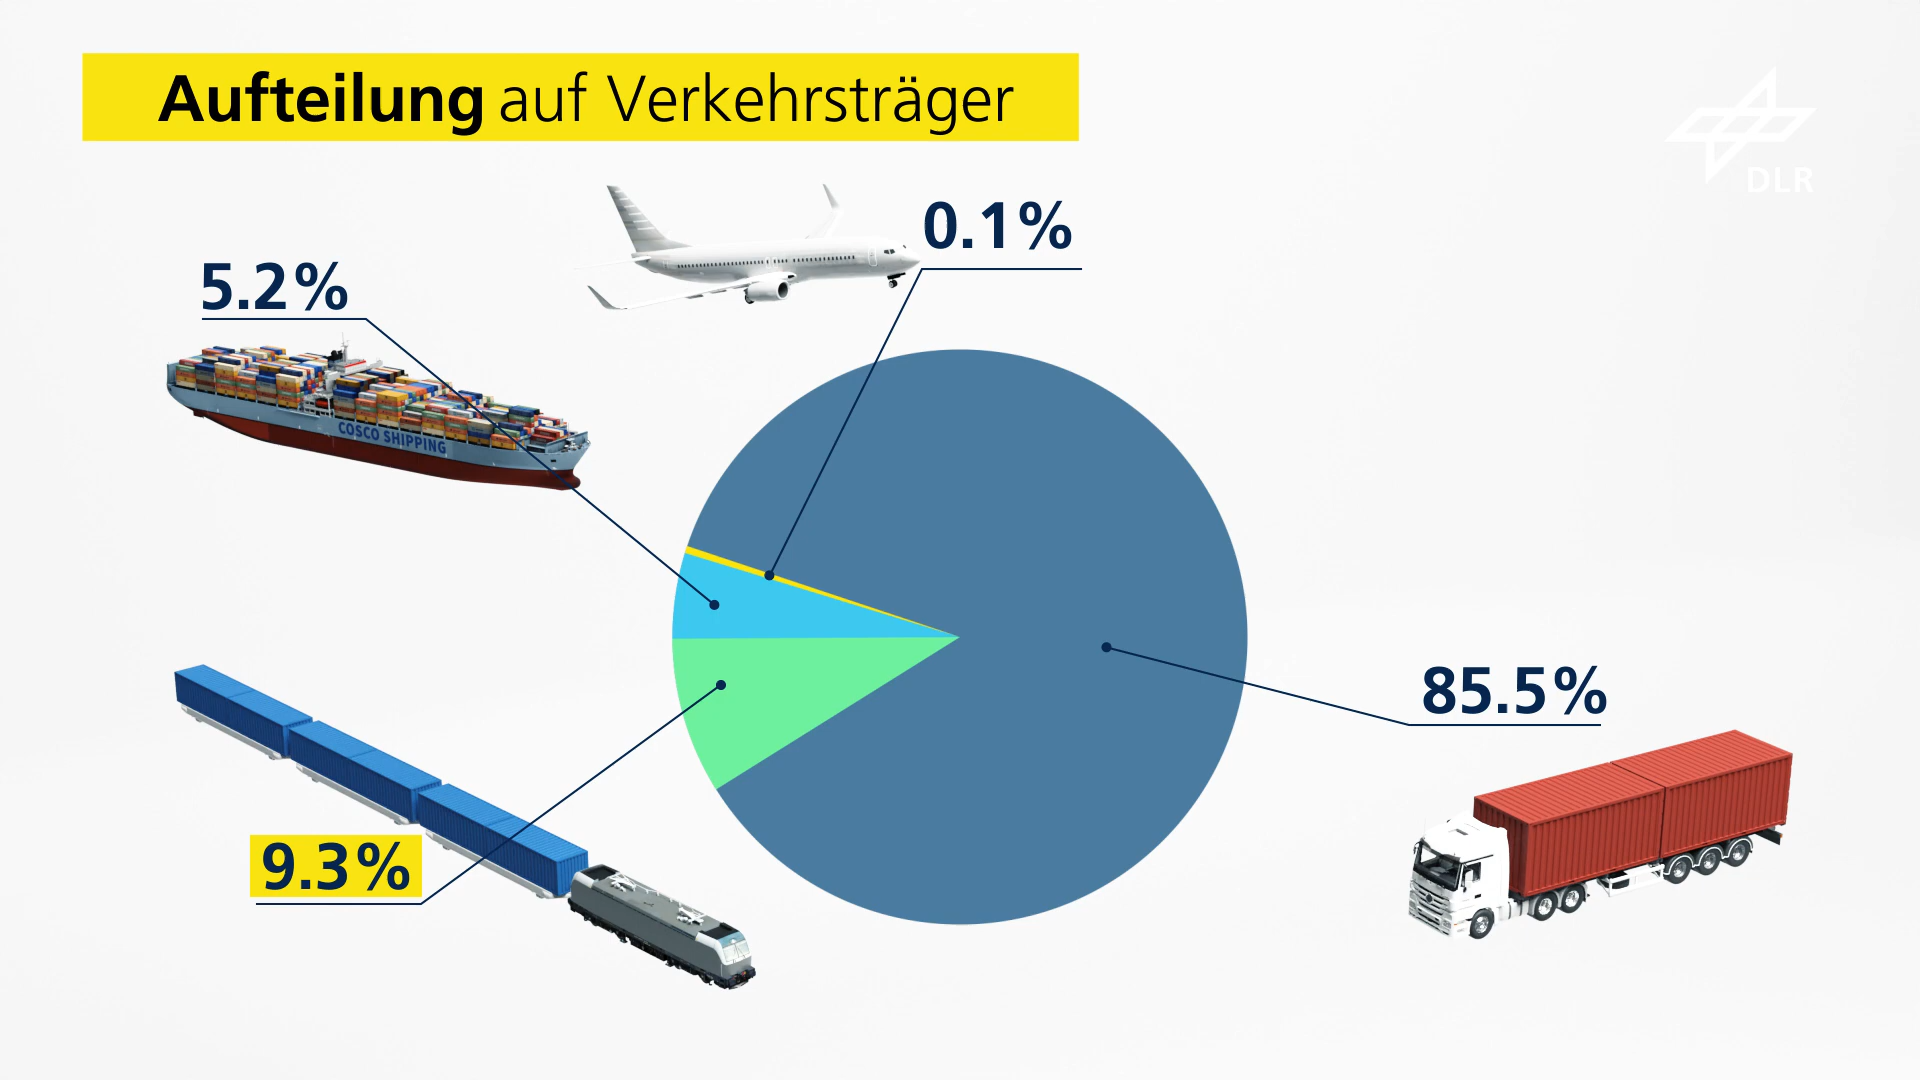 Aufteilung auf Verkehrsträger
DLR
0.1%
5.2%
COSCO SHIPPING
85.5%
9.3%